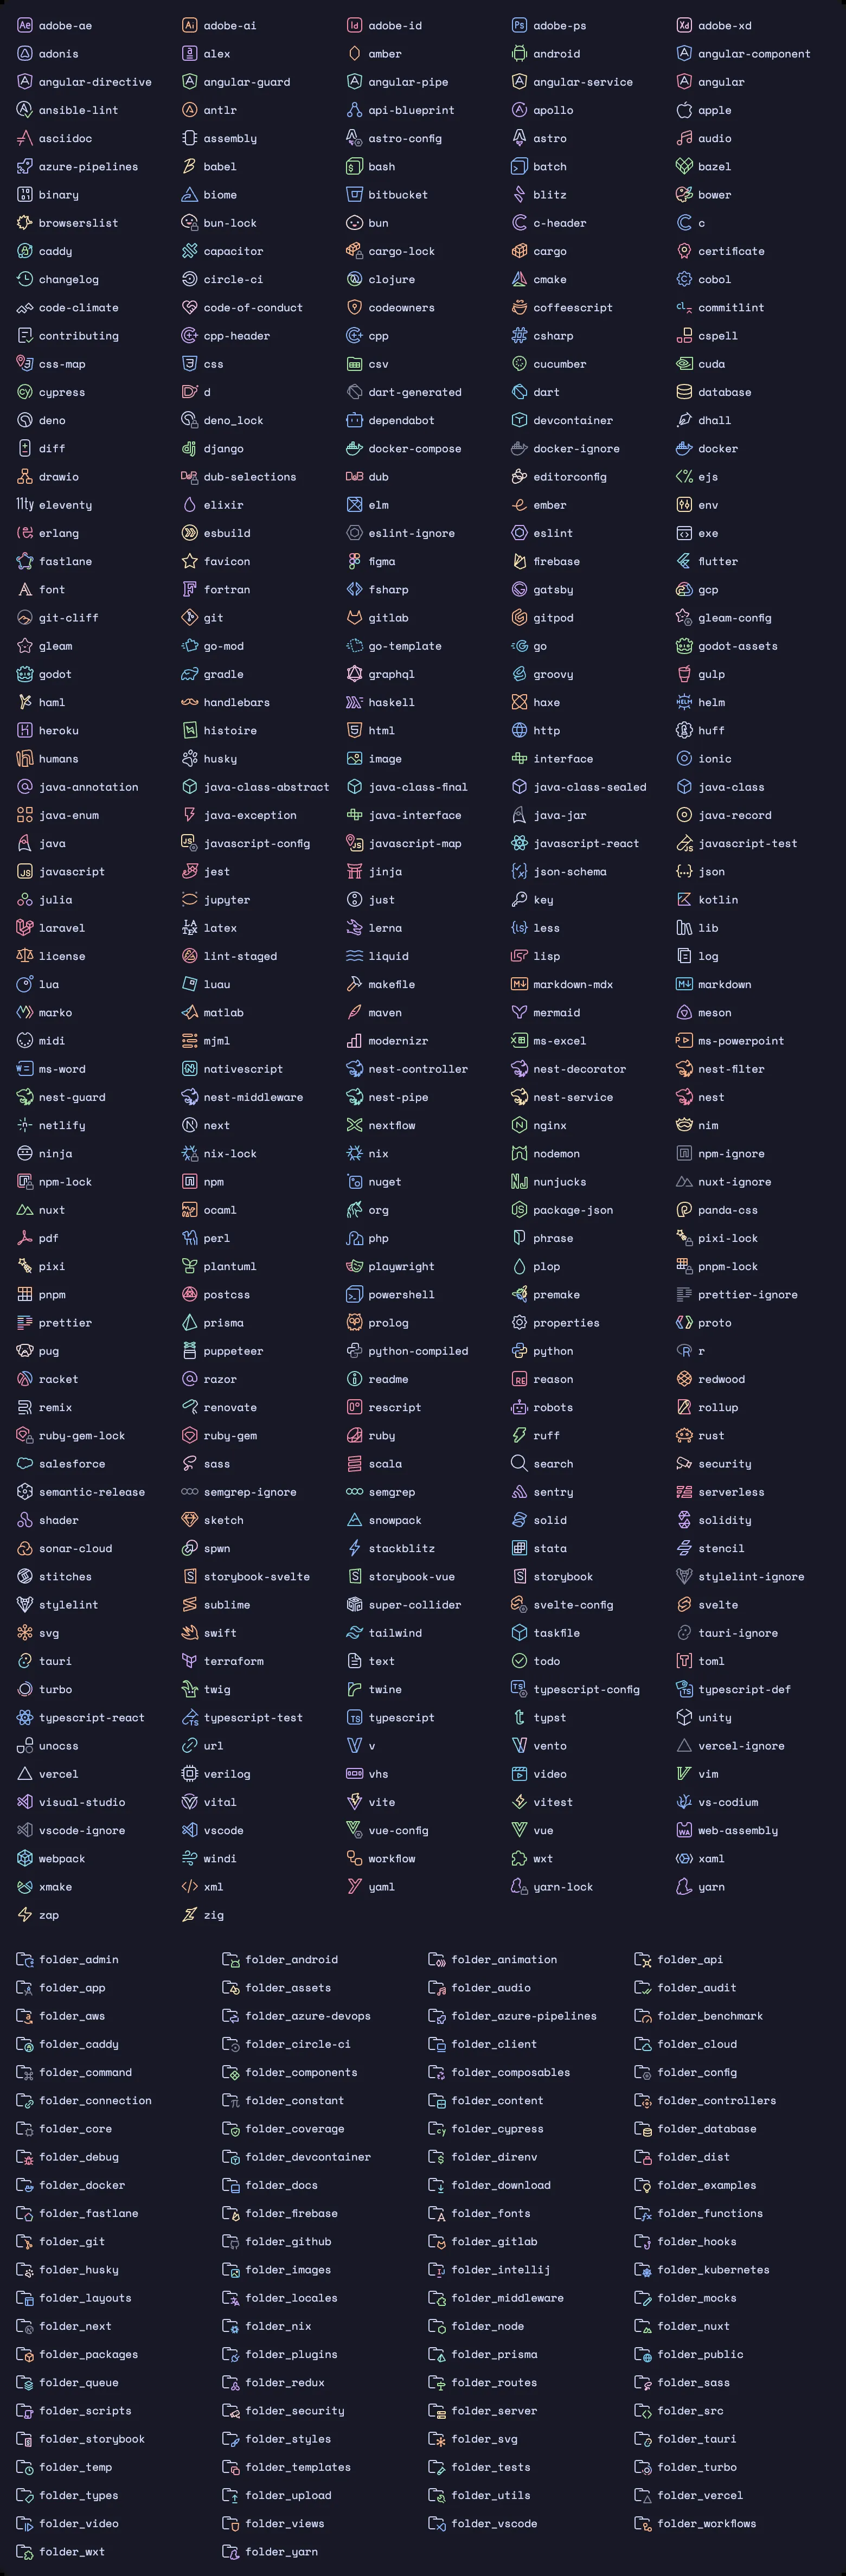 adobe-ae adobe-ai adobe-id adobe-ps adobe-xd
adonis alex amber android angular-component
angular-directive angular-guard angular-pipe angular-service angular
ansible-lint antlr api-blueprint apollo apple
asciidoc assembly astro-config astro audio
azure-pipelines babel bash batch bazel
binary biome bitbucket blitz bower
browserslist bun-lock bun c-header c
caddy capacitor cargo-lock cargo certificate
changelog circle-ci clojure cmake cobol
code-climate code-of-conduct codeowners coffeescript commitlint
contributing cpp-header cpp csharp cspell
css-map css csv cucumber cuda
cypress d dart-generated dart database
deno deno_lock dependabot devcontainer dhall
diff django docker-compose docker-ignore docker
drawio dub-selections dub editorconfig ejs
eleventy elixir elm ember env
erlang esbuild eslint-ignore eslint exe
fastlane favicon figma firebase flutter
font fortran fsharp gatsby gcp
git-cliff git gitlab gitpod gleam-config
gleam go-mod go-template go godot-assets
godot gradle graphql groovy gulp
haml handlebars haskell haxe helm
heroku histoire html http huff
humans husky image interface ionic
java-annotation java-class-abstract java-class-final java-class-sealed java-class
java-enum java-exception java-interface java-jar java-record
java javascript-config javascript-map javascript-react javascript-test
javascript jest jinja json-schema json
julia jupyter just key kotlin
laravel latex lerna less lib
license lint-staged liquid lisp log
lua luau makefile markdown-mdx markdown
marko matlab maven mermaid meson
midi mjml modernizr ms-excel ms-powerpoint
ms-word nativescript nest-controller nest-decorator nest-filter
nest-guard nest-middleware nest-pipe nest-service nest
netlify next nextflow nginx nim
ninja nix-lock nix nodemon npm-ignore
npm-lock npm nuget nunjucks nuxt-ignore
nuxt ocaml org package-json panda-css
pdf perl php phrase pixi-lock
pixi plantuml playwright plop pnpm-lock
pnpm postcss powershell premake prettier-ignore
prettier prisma prolog properties proto
pug puppeteer python-compiled python r
racket razor readme reason redwood
remix renovate rescript robots rollup
ruby-gem-lock ruby-gem ruby ruff rust
salesforce sass scala search security
semantic-release semgrep-ignore semgrep sentry serverless
shader sketch snowpack solid solidity
sonar-cloud spwn stackblitz stata stencil
stitches storybook-svelte storybook-vue storybook stylelint-ignore
stylelint sublime super-collider svelte-config svelte
svg swift tailwind taskfile tauri-ignore
tauri terraform text todo toml
turbo twig twine typescript-config typescript-def
typescript-react typescript-test typescript typst unity
unocss url v vento vercel-ignore
vercel verilog vhs video vim
visual-studio vital vite vitest vs-codium
vscode-ignore vscode vue-config vue web-assembly
webpack windi workflow wxt xaml
xmake xml yaml yarn-lock yarn
zap zig
folder_admin folder_android folder_animation folder_api
folder_app folder_assets folder_audio folder_audit
folder_aws folder_azure-devops folder_azure-pipelines folder_benchmark
folder_caddy folder_circle-ci folder_client folder_cloud
folder_command folder_components folder_composables folder_config
folder_connection folder_constant folder_content folder_controllers
folder_core folder_coverage folder_cypress folder_database
folder_debug folder_devcontainer folder_direnv folder_dist
folder_docker folder_docs folder_download folder_examples
folder_fastlane folder_firebase folder_fonts folder_functions
folder_git folder_github folder_gitlab folder_hooks
folder_husky folder_images folder_intellij folder_kubernetes
folder_layouts folder_locales folder_middleware folder_mocks
folder_next folder_nix folder_node folder_nuxt
folder_packages folder_plugins folder_prisma folder_public
folder_queue folder_redux folder_routes folder_sass
folder_scripts folder_security folder_server folder_src
folder_storybook folder_styles folder_svg folder_tauri
folder_temp folder_templates folder_tests folder_turbo
folder_types folder_upload folder_utils folder_vercel
folder_video folder_views folder_vscode folder_workflows
folder_wxt folder_yarn